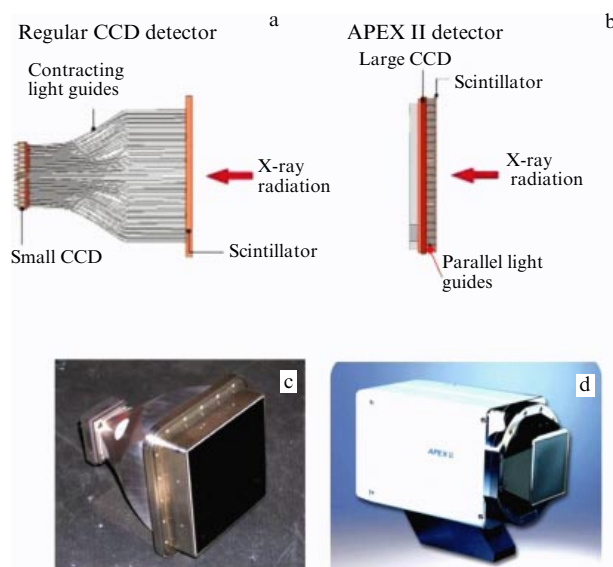 Regular CCD detector
a
Contracting
light guides
X-ray
radiation
Small CCD
Scintillator
APEX II detector
b
Large CCD
Scintillator
X-ray
radiation
Parallel light
guides
c
d
APEX II